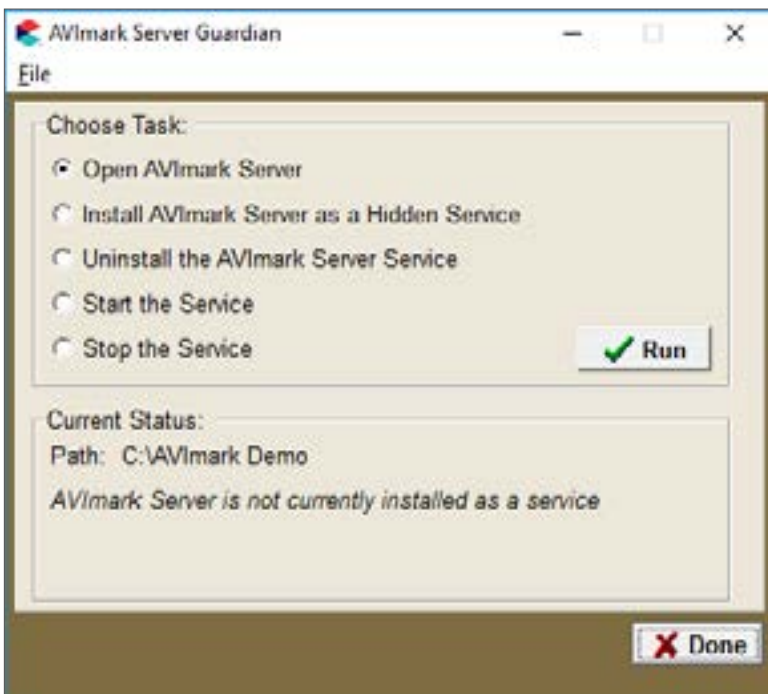 AVImark Server Guardian
File
Choose Task:
Open AVImark Server
Install AVImark Server as a Hidden Service
Uninstall the AVImark Server Service
Start the Service
Stop the Service
Run
Current Status:
Path: C:\AVImark Demo
AVImark Server is not currently installed as a service
Done